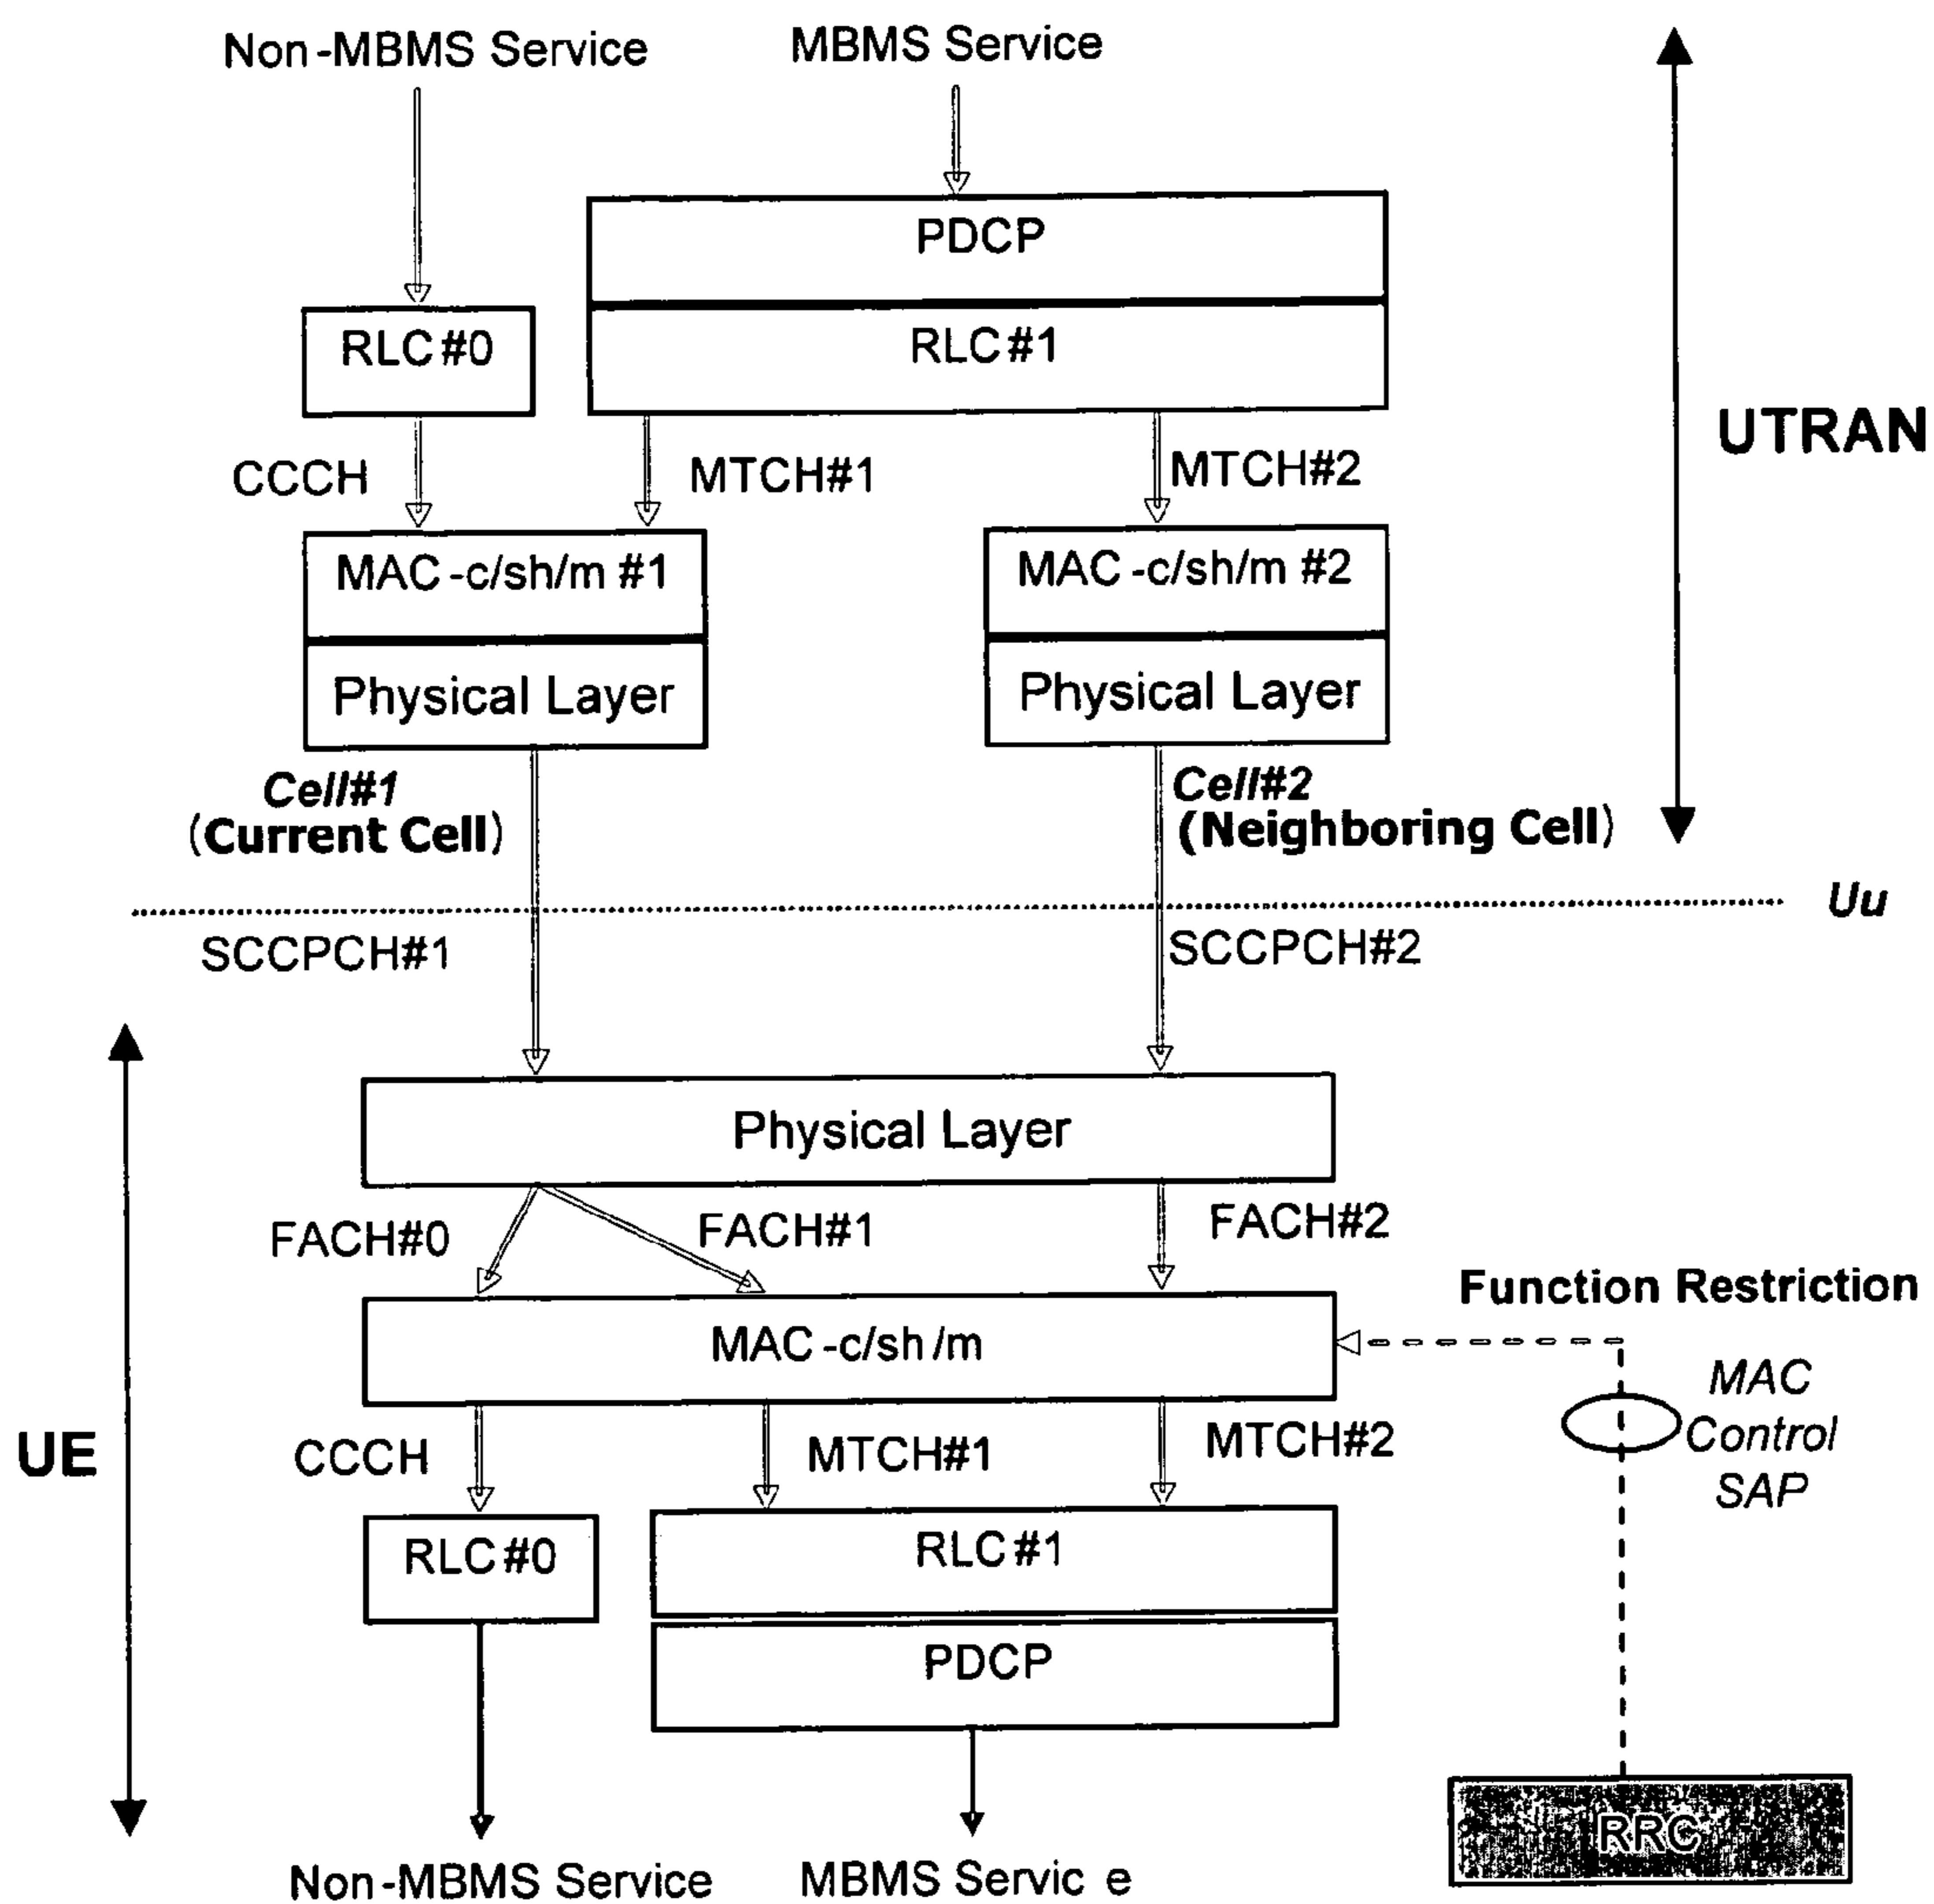 Non-MBMS Service
MBMS Service
PDCP
RLC#0
RLC#1
UTRAN
CCCH
MTCH#1
MTCH#2
MAC-c/sh/m #1
MAC-c/sh/m #2
Physical Layer
Physical Layer
Cell#1
(Current Cell)
Cell#2
(Neighboring Cell)
Uu
SCCPCH#1
SCCPCH#2
Physical Layer
FACH#0
FACH#1
FACH#2
Function Restriction
MAC-c/sh/m
MAC
Control
SAP
UE
CCCH
MTCH#1
MTCH#2
RLC#0
RLC#1
PDCP
RRC
Non-MBMS Service
MBMS Servic e